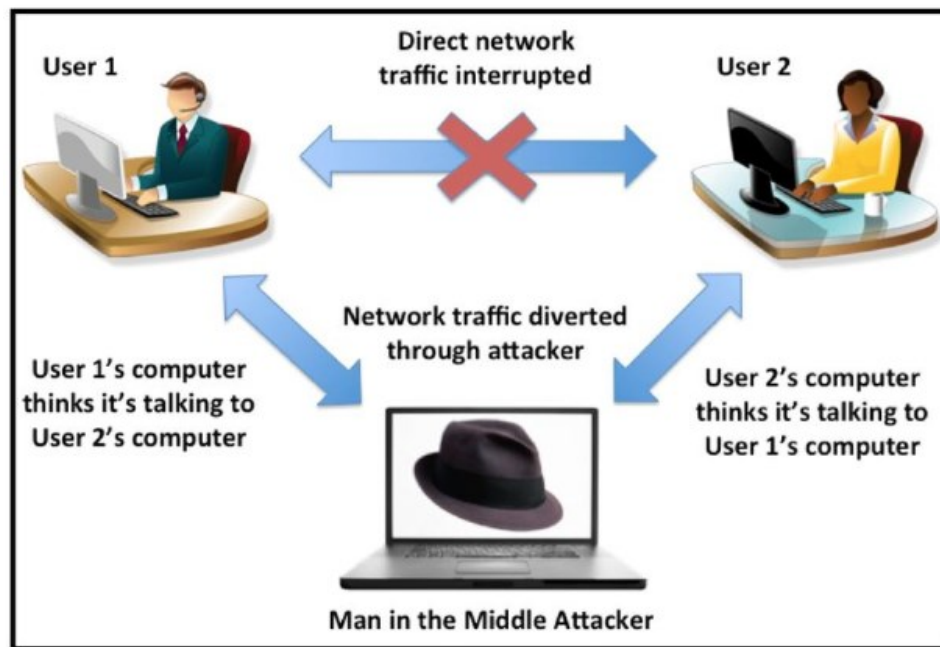 User 1
Direct network
traffic interrupted
User 2
Network traffic diverted
through attacker
User 1’s computer
thinks it’s talking to
User 2’s computer
User 2’s computer
thinks it’s talking to
User 1’s computer
Man in the Middle Attacker